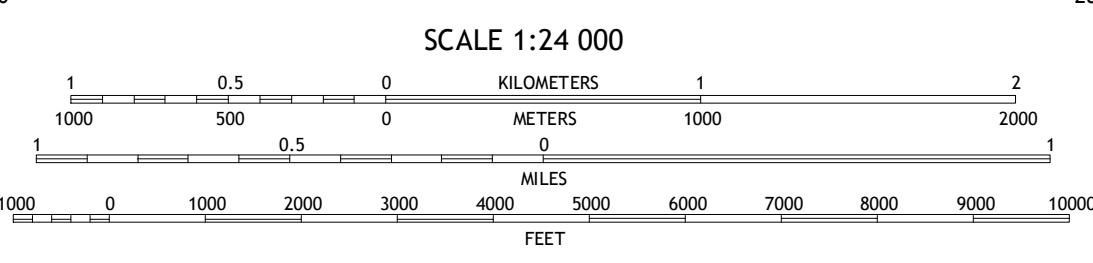 SCALE 1:24 000
1 0.5 0 KILOMETERS 1 2
1000 500 0 METERS 1000 2000
1 0.5 0 1
MILES
1000 0 1000 2000 3000 4000 5000 6000 7000 8000 9000 10000
FEET